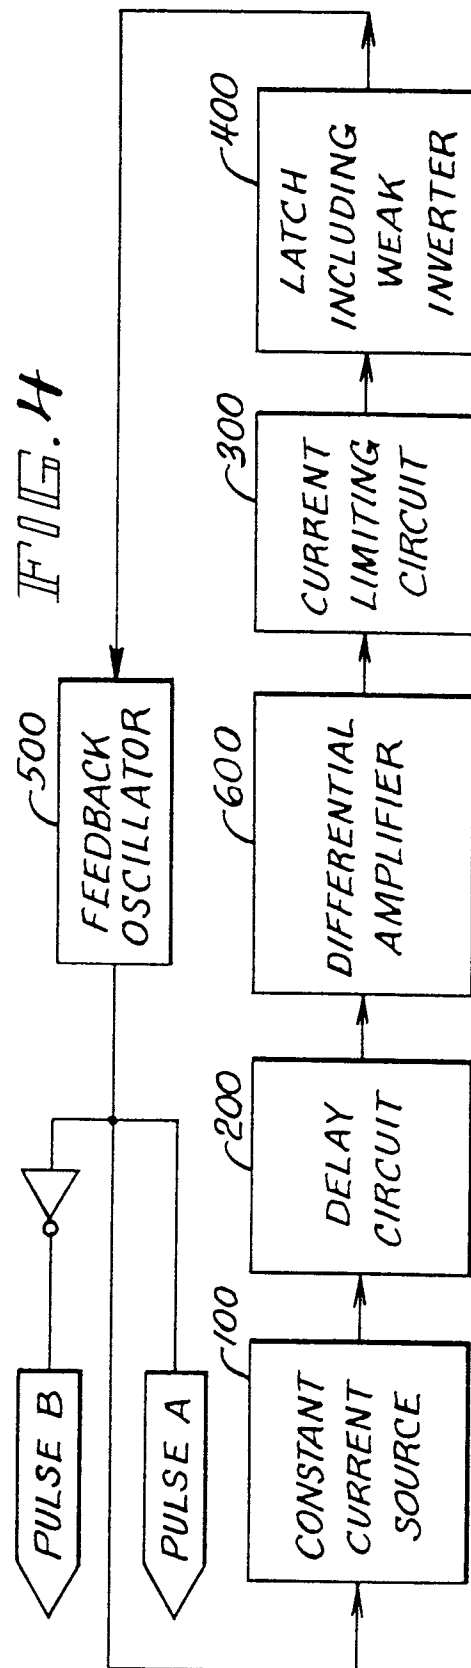 FIG. 4
PULSE B
PULSE A
500
FEEDBACK
OSCILLATOR
100
CONSTANT
CURRENT
SOURCE
200
DELAY
CIRCUIT
600
DIFFERENTIAL
AMPLIFIER
300
CURRENT
LIMITING
CIRCUIT
400
LATCH
INCLUDING
WEAK
INVERTER